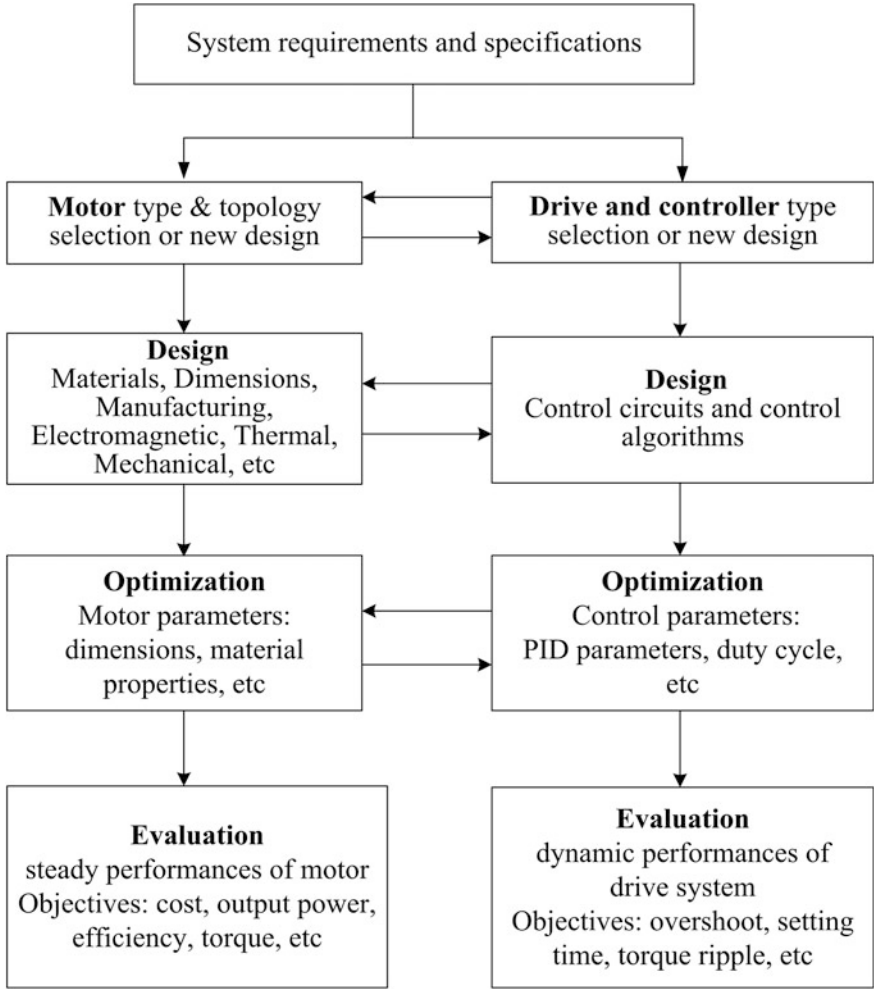 System requirements and specifications
Motor type & topology
selection or new design
Drive and controller type
selection or new design
Design
Materials, Dimensions,
Manufacturing,
Electromagnetic, Thermal,
Mechanical, etc
Design
Control circuits and control
algorithms
Optimization
Motor parameters:
dimensions, material
properties, etc
Optimization
Control parameters:
PID parameters, duty cycle,
etc
Evaluation
steady performances of motor
Objectives: cost, output power,
efficiency, torque, etc
Evaluation
dynamic performances of
drive system
Objectives: overshoot, setting
time, torque ripple, etc